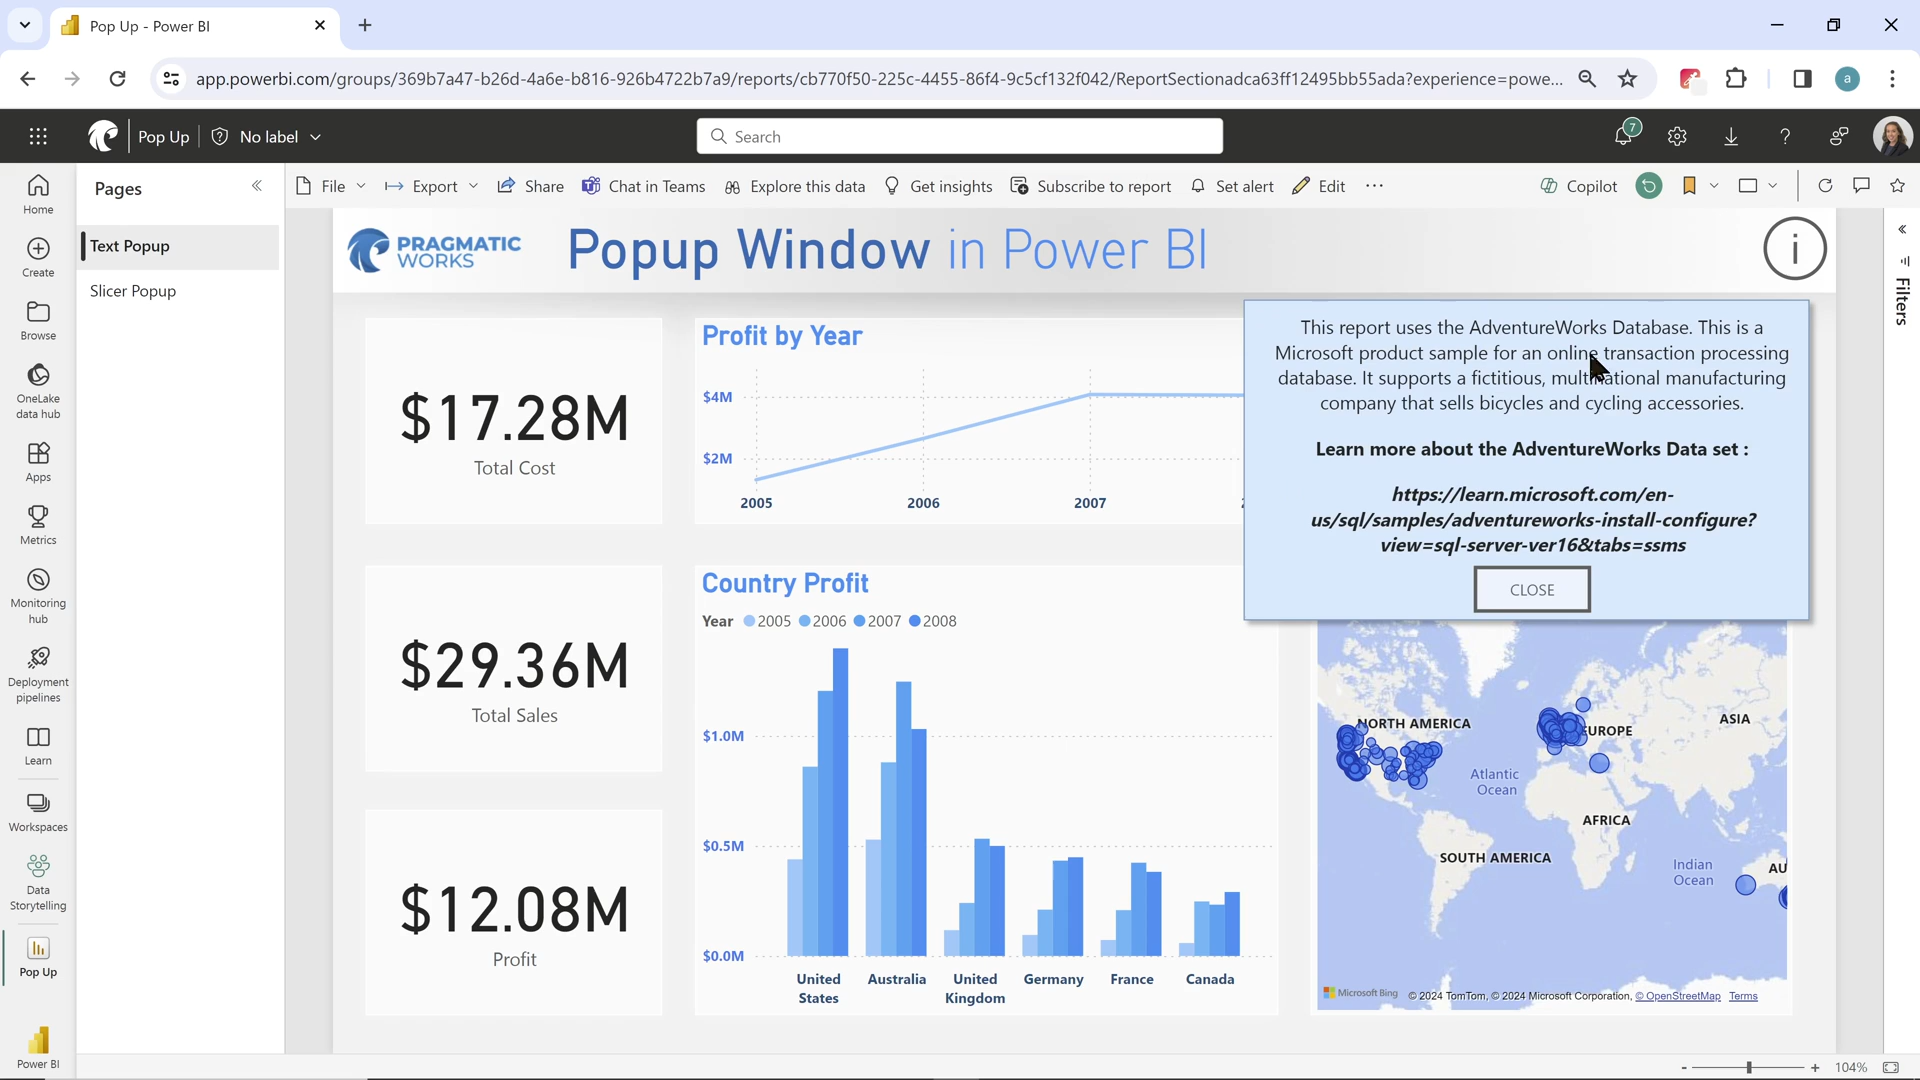 Pop Up - Power BI
app.powerbi.com/groups/369b7a47-b26d-4a6e-b816-926b4722b7a9/reports/cb770f50-225c-4455-86f4-9c5cf132f042/ReportSectionadca63ff12495bb55ada?experience=powe...
a
Pop Up
No label
Search
7
Pages
File
Export
Share
Chat in Teams
Explore this data
Get insights
Subscribe to report
Set alert
Edit
Copilot
Home
Create
Browse
OneLake
data hub
Apps
Metrics
Monitoring
hub
Deployment
pipelines
Learn
Workspaces
Data
Storytelling
Pop Up
Power BI
Text Popup
Slicer Popup
PRAGMATIC
WORKS
Popup Window in Power BI
i
Filters
$17.28M
Total Cost
$29.36M
Total Sales
$12.08M
Profit
Profit by Year
$4M
$2M
2005
2006
2007
Country Profit
Year 2005 2006 2007 2008
$1.0M
$0.5M
$0.0M
United
States
Australia
United
Kingdom
Germany
France
Canada
This report uses the AdventureWorks Database. This is a
Microsoft product sample for an online transaction processing
database. It supports a fictitious, multinational manufacturing
company that sells bicycles and cycling accessories.
Learn more about the AdventureWorks Data set :
https://learn.microsoft.com/en-
us/sql/samples/adventureworks-install-configure?
view=sql-server-ver16&tabs=ssms
CLOSE
NORTH AMERICA
EUROPE
ASIA
Atlantic
Ocean
AFRICA
SOUTH AMERICA
Indian
Ocean
AU
Microsoft Bing
© 2024 TomTom, © 2024 Microsoft Corporation, © OpenStreetMap Terms
104%